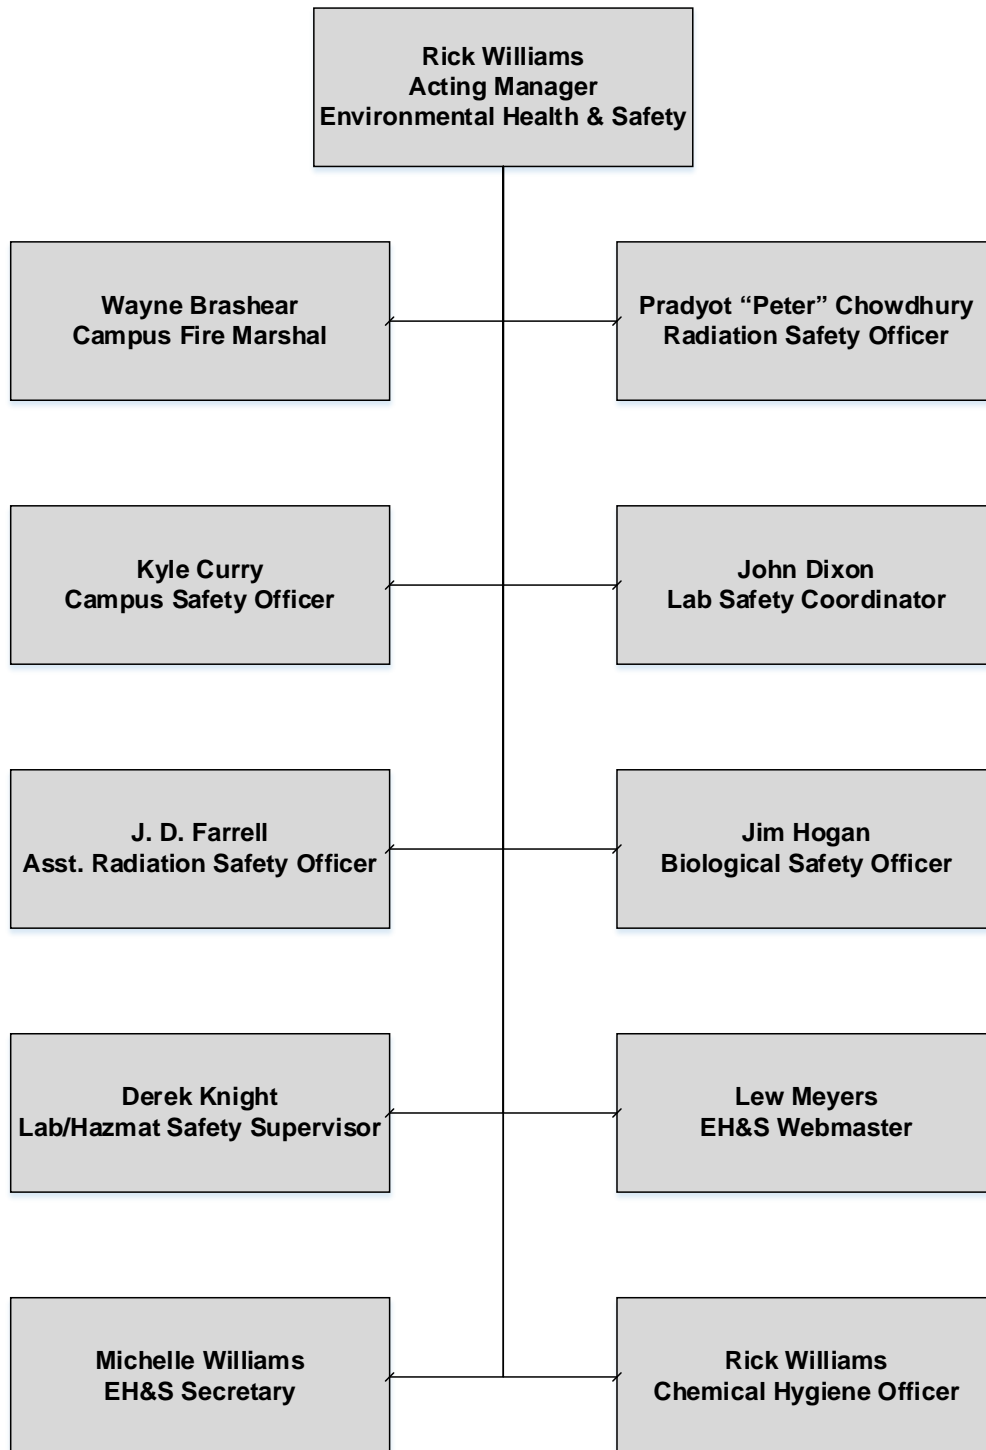 Rick Williams
Acting Manager
Environmental Health & Safety
Wayne Brashear
Campus Fire Marshal
Pradyot “Peter” Chowdhury
Radiation Safety Officer
Kyle Curry
Campus Safety Officer
John Dixon
Lab Safety Coordinator
J. D. Farrell
Asst. Radiation Safety Officer
Jim Hogan
Biological Safety Officer
Derek Knight
Lab/Hazmat Safety Supervisor
Lew Meyers
EH&S Webmaster
Michelle Williams
EH&S Secretary
Rick Williams
Chemical Hygiene Officer